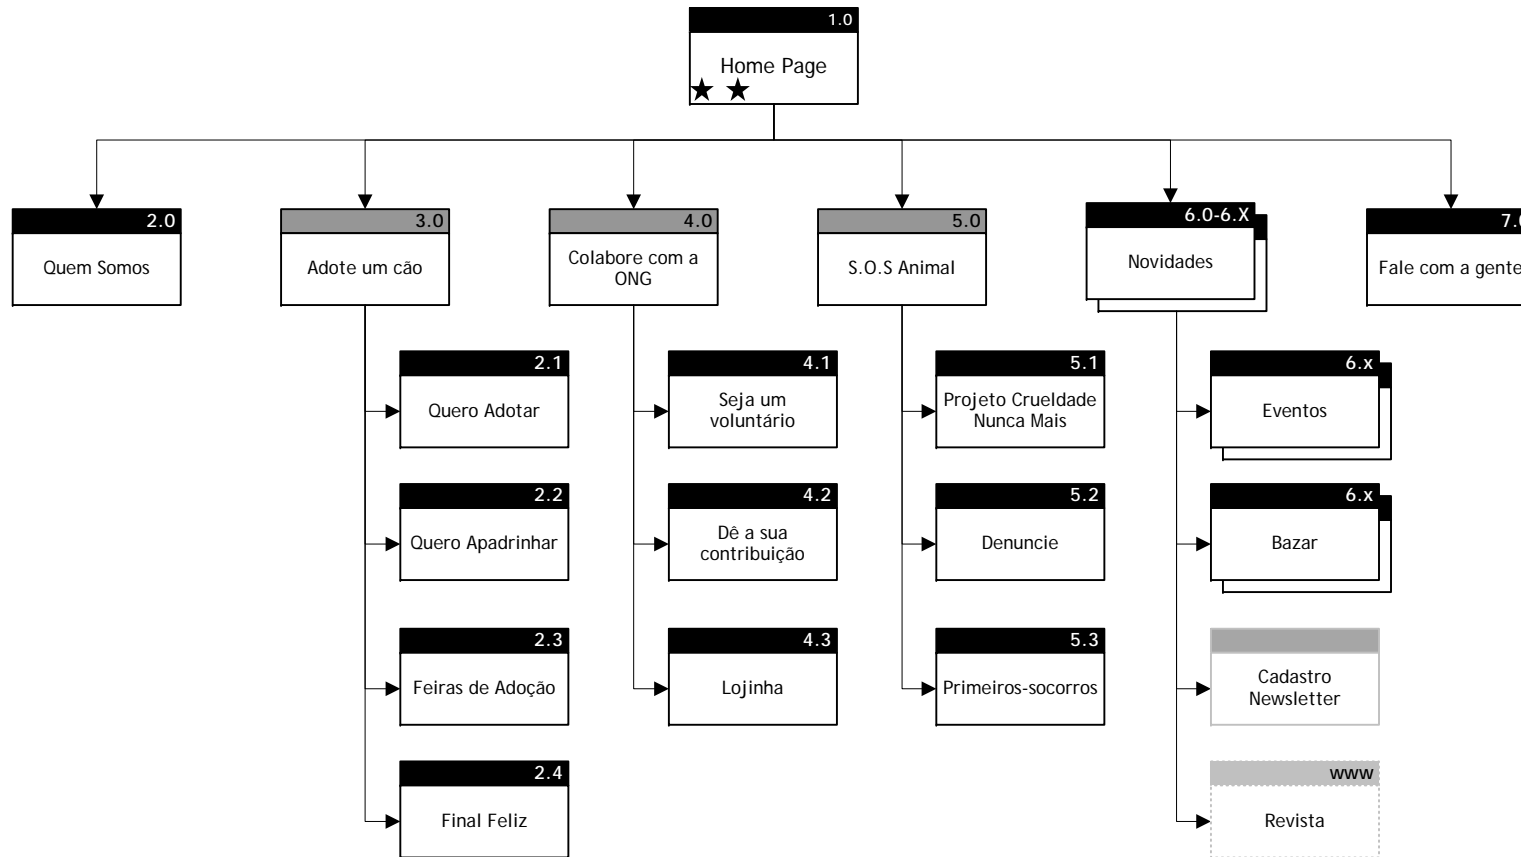 1.0
Home Page
2.0
Quem Somos
3.0
Adote um cão
4.0
Colabore com a
ONG
5.0
S.O.S Animal
6.0-6.X
Novidades
7.0
Fale com a gente
2.1
Quero Adotar
4.1
Seja um
voluntário
5.1
Projeto Crueldade
Nunca Mais
6.x
Eventos
2.2
Quero Apadrinhar
4.2
Dê a sua
contribuição
5.2
Denuncie
6.x
Bazar
2.3
Feiras de Adoção
4.3
Lojinha
5.3
Primeiros-socorros
Cadastro
Newsletter
2.4
Final Feliz
www
Revista